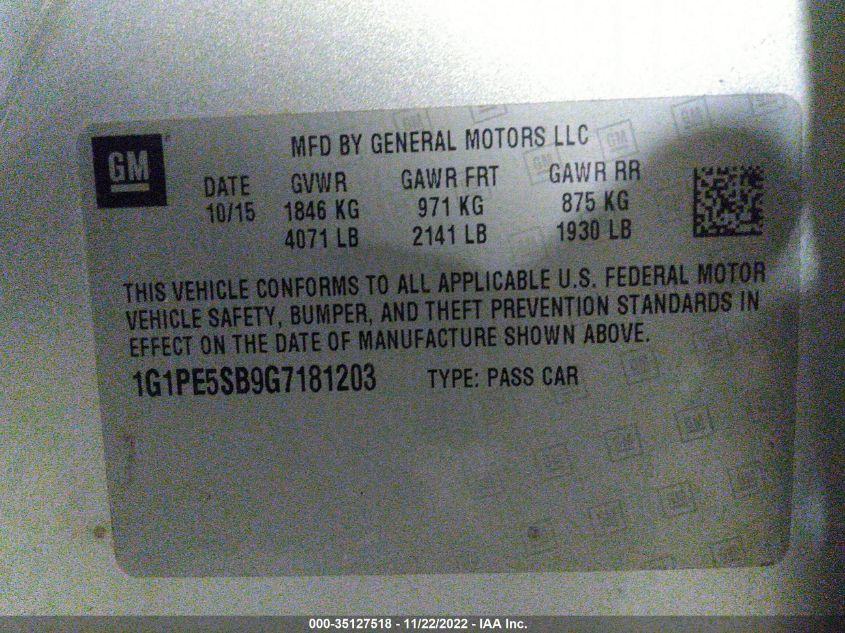 GM
MFD BY GENERAL MOTORS LLC
DATE GVWR GAWR FRT GAWR RR
10/15 1846 KG 971 KG 875 KG
4071 LB 2141 LB 1930 LB
THIS VEHICLE CONFORMS TO ALL APPLICABLE U.S. FEDERAL MOTOR
VEHICLE SAFETY, BUMPER, AND THEFT PREVENTION STANDARDS IN
EFFECT ON THE DATE OF MANUFACTURE SHOWN ABOVE.
1G1PE5SB9G7181203 TYPE: PASS CAR
000-35127518 - 11/22/2022 - IAA Inc.